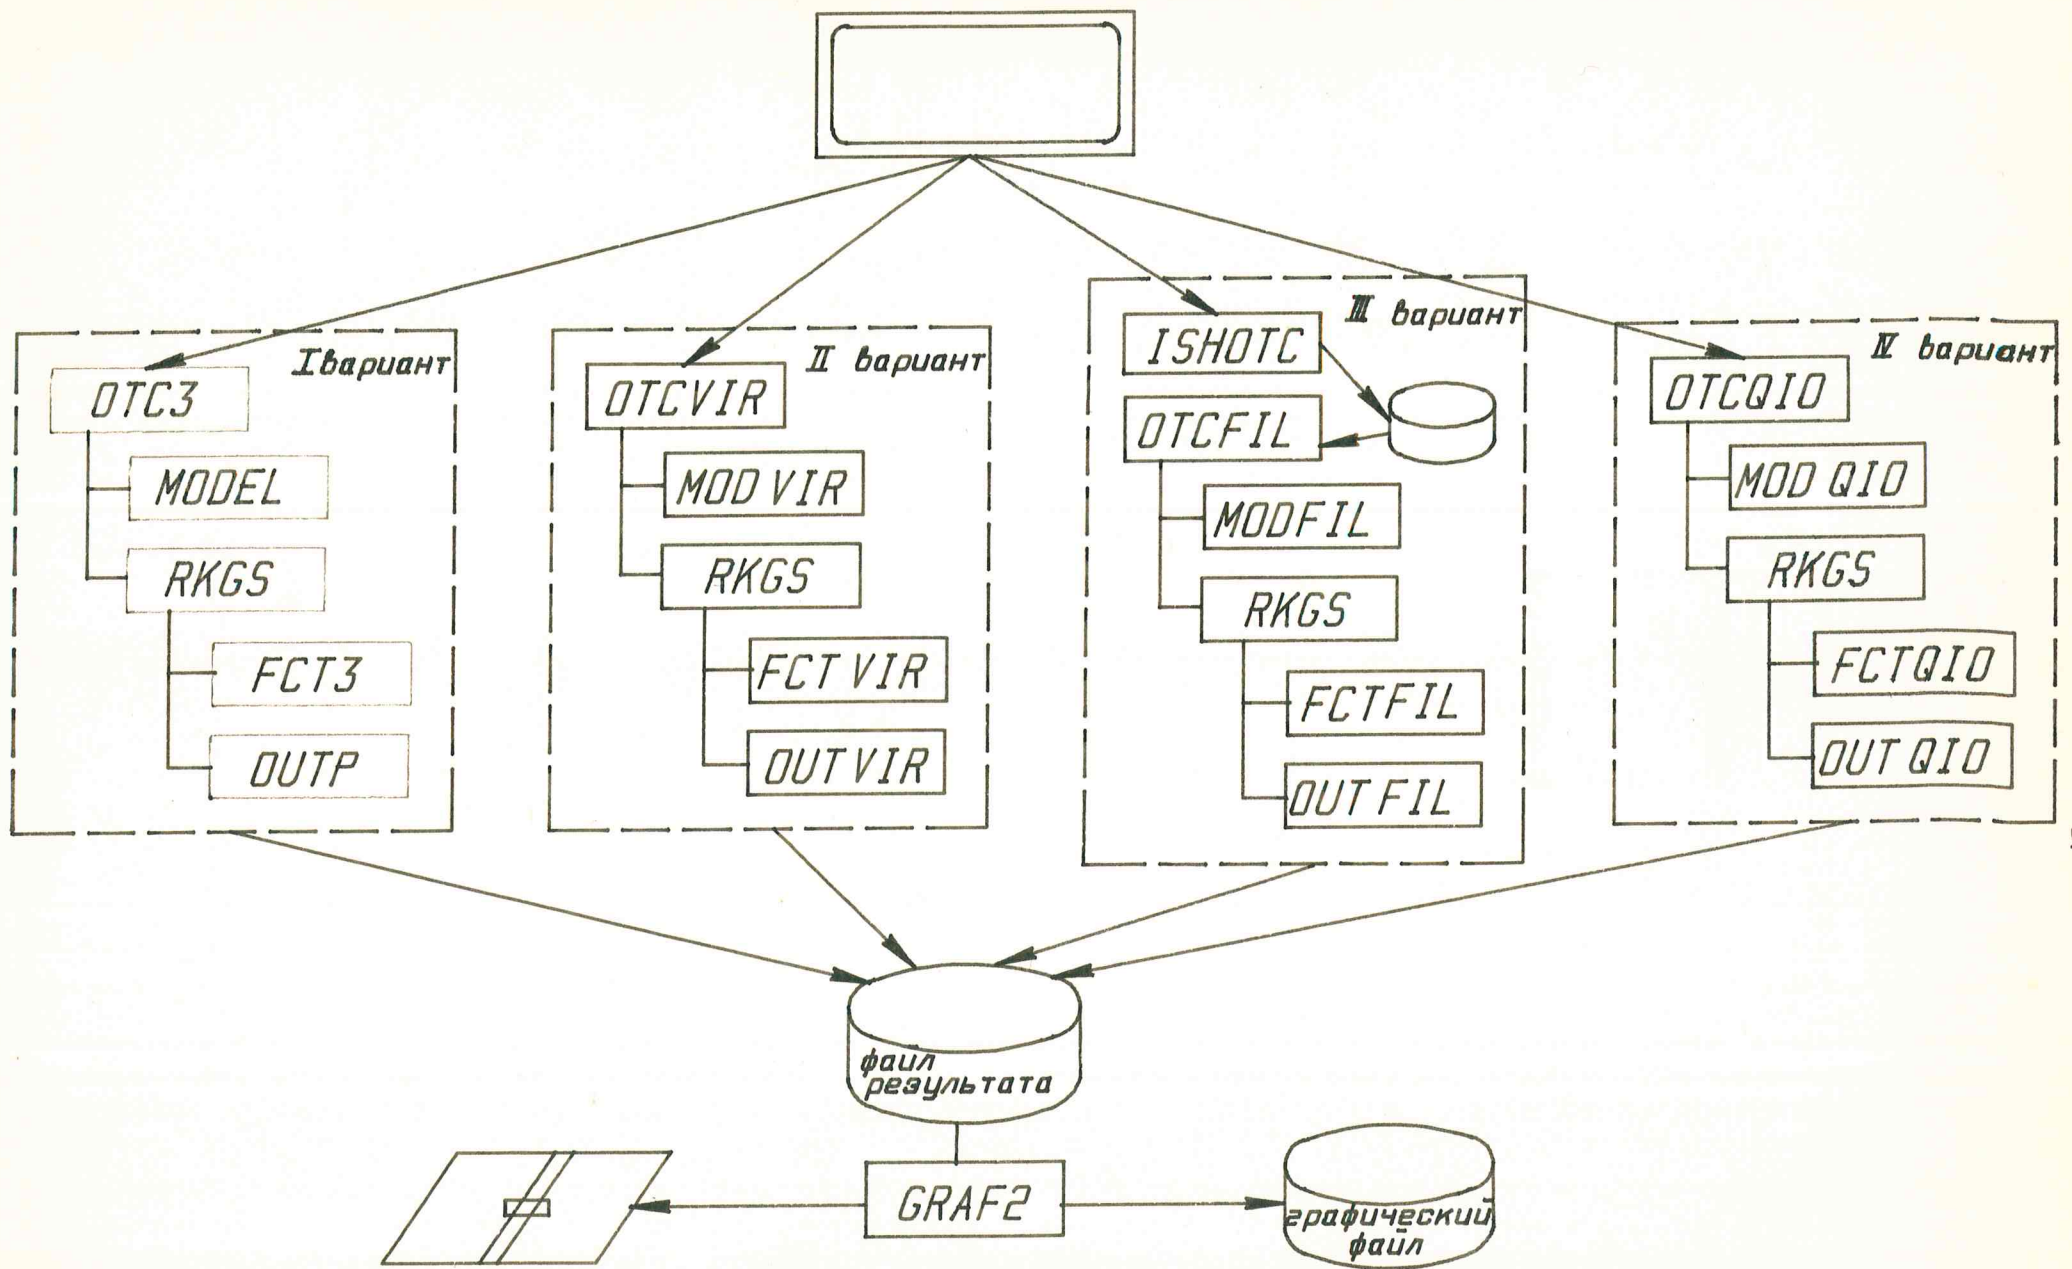 I вариант
OTC3
MODEL
RKGS
FCT3
OUTP
II вариант
OTCVIR
MOD VIR
RKGS
FCT VIR
OUT VIR
III вариант
ISHOTC
OTCFIL
MODFIL
RKGS
FCTFIL
OUT FIL
IV вариант
OTCQIO
MOD QIO
RKGS
FCTQIO
OUT QIO
файл
результата
GRAF2
графический
файл